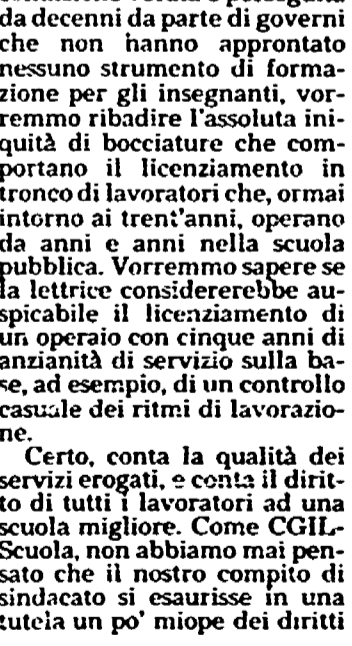 da decenni da parte di governi
che non hanno approntato
nessuno strumento di forma-
zione per gli insegnanti, vor-
remmo ribadire l'assoluta ini-
quità di bocciature che com-
portano il licenziamento in
tronco di lavoratori che, ormai
intorno ai trent'anni, operano
da anni e anni nella scuola
pubblica. Vorremmo sapere se
la lettrice considererebbe au-
spicabile il licenziamento di
un operaio con cinque anni di
anzianità di servizio sulla ba-
se, ad esempio, di un controllo
casuale dei ritmi di lavorazio-
ne.
Certo, conta la qualità dei
servizi erogati, e conta il dirit-
to di tutti i lavoratori ad una
scuola migliore. Come CGIL-
Scuola, non abbiamo mai pen-
sato che il nostro compito di
sindacato si esaurisse in una
tutela un po' miope dei diritti